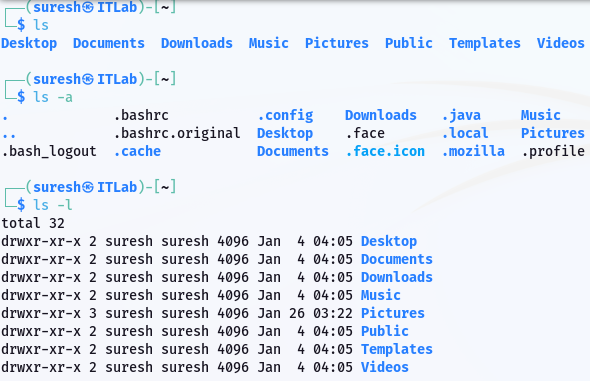 ┌──(suresh㉿ITLab)-[~]
└─$ ls
Desktop  Documents  Downloads  Music  Pictures  Public  Templates  Videos
┌──(suresh㉿ITLab)-[~]
└─$ ls -a
.             .bashrc           .config    Downloads   .java     Music
..            .bashrc.original  Desktop    .face       .local    Pictures
.bash_logout  .cache            Documents  .face.icon  .mozilla  .profile
┌──(suresh㉿ITLab)-[~]
└─$ ls -l
total 32
drwxr-xr-x 2 suresh suresh 4096 Jan  4 04:05 Desktop
drwxr-xr-x 2 suresh suresh 4096 Jan  4 04:05 Documents
drwxr-xr-x 2 suresh suresh 4096 Jan  4 04:05 Downloads
drwxr-xr-x 2 suresh suresh 4096 Jan  4 04:05 Music
drwxr-xr-x 3 suresh suresh 4096 Jan 26 03:22 Pictures
drwxr-xr-x 2 suresh suresh 4096 Jan  4 04:05 Public
drwxr-xr-x 2 suresh suresh 4096 Jan  4 04:05 Templates
drwxr-xr-x 2 suresh suresh 4096 Jan  4 04:05 Videos